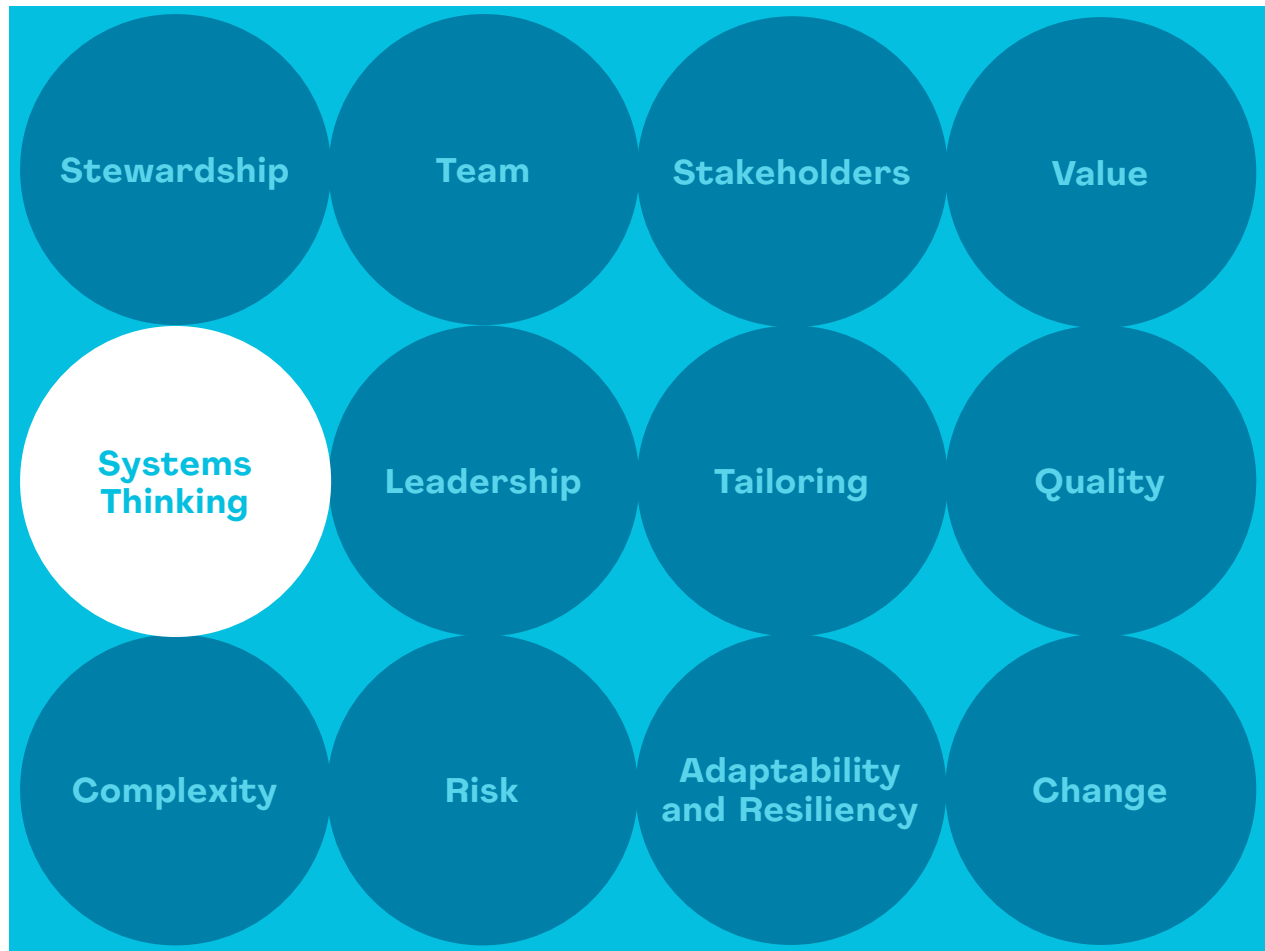 Stewardship
Team
Stakeholders
Value
Systems
Thinking
Leadership
Tailoring
Quality
Complexity
Risk
Adaptability
and Resiliency
Change